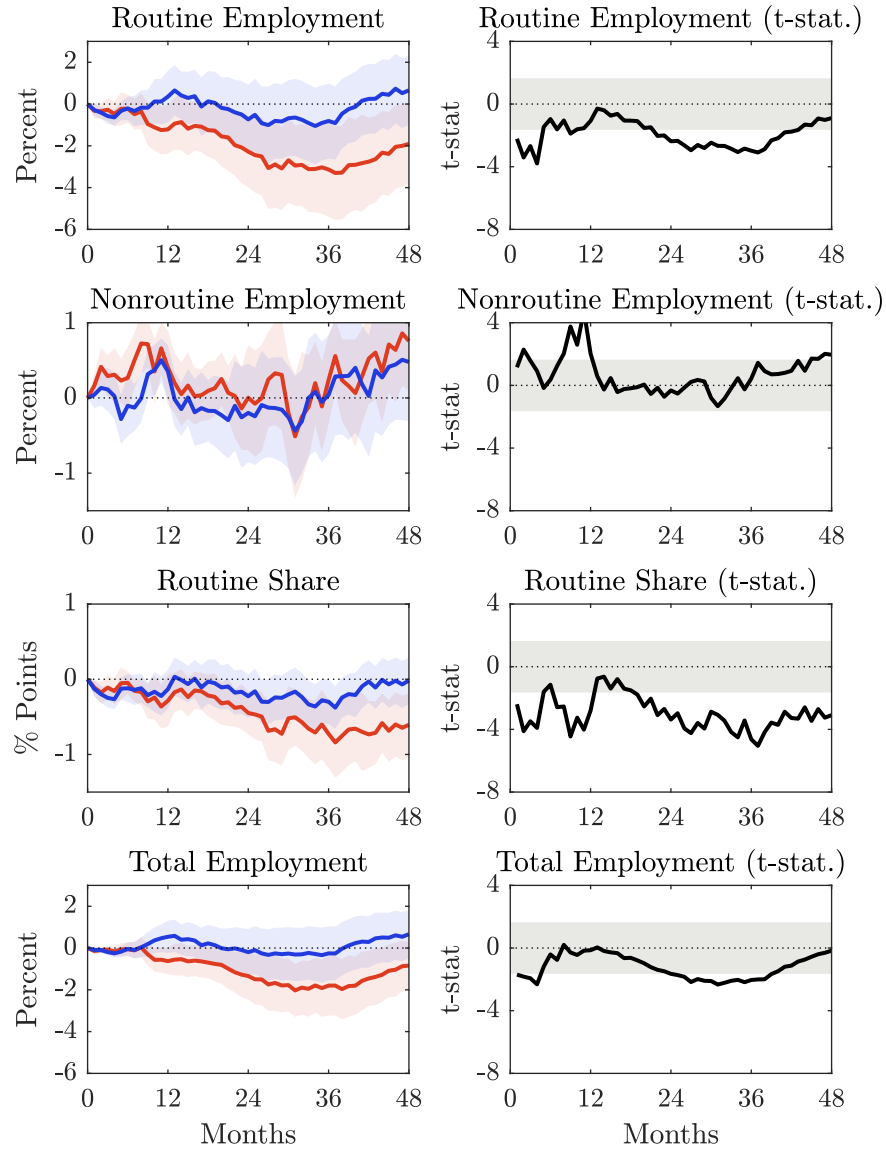 Routine Employment
Routine Employment (t-stat.)
Percent
2
0
-2
-4
-6
0 12 24 36 48
t-stat
4
0
-4
-8
0 12 24 36 48
Nonroutine Employment
Nonroutine Employment (t-stat.)
Percent
1
0
-1
0 12 24 36 48
t-stat
4
0
-4
-8
0 12 24 36 48
Routine Share
Routine Share (t-stat.)
% Points
1
0
-1
0 12 24 36 48
t-stat
4
0
-4
-8
0 12 24 36 48
Total Employment
Total Employment (t-stat.)
Percent
2
0
-2
-4
-6
0 12 24 36 48
Months
t-stat
4
0
-4
-8
0 12 24 36 48
Months